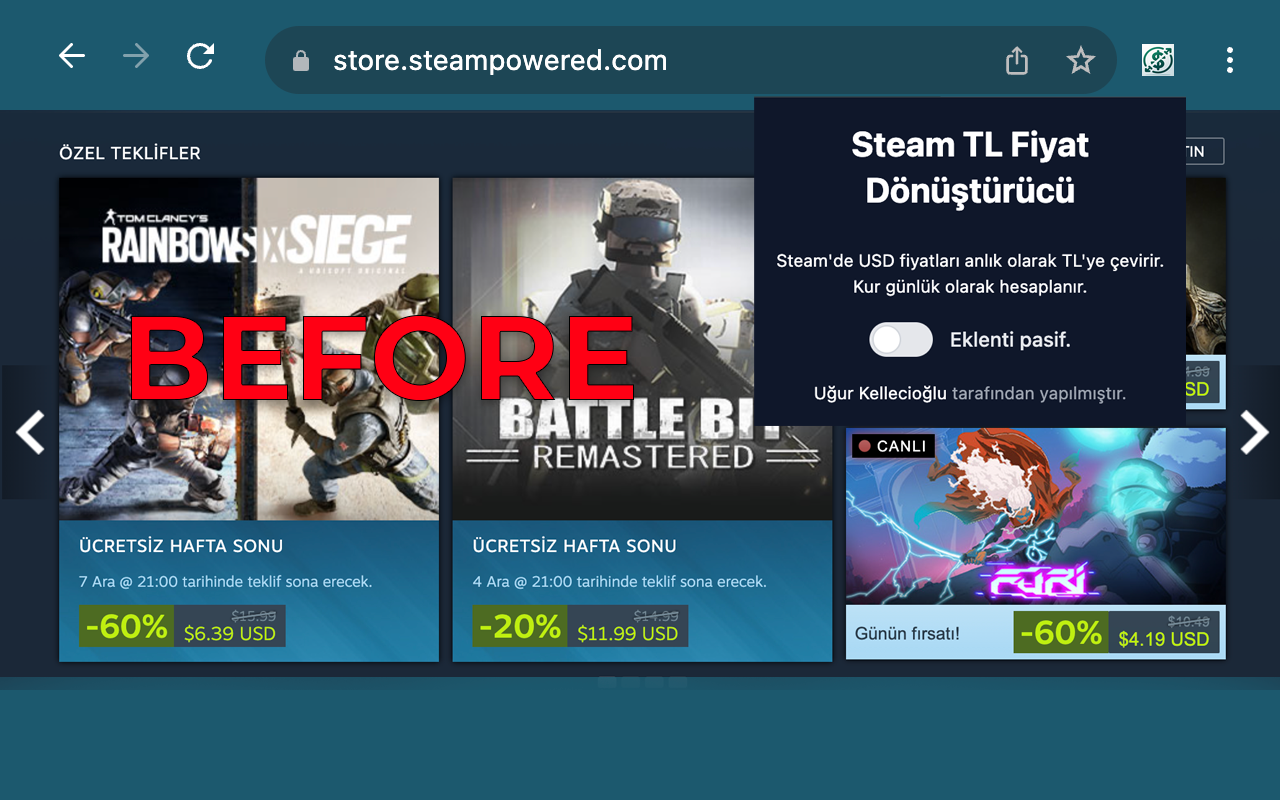 store.steampowered.com
ÖZEL TEKLİFLER
Steam TL Fiyat
Dönüştürücü
Steam'de USD fiyatları anlık olarak TL'ye çevirir.
Kur günlük olarak hesaplanır.
Eklenti pasif.
Uğur Kellecioğlu tarafından yapılmıştır.
TOM CLANCY'S
RAINBOW SIX SIEGE
A UBISOFT ORIGINAL
BEFORE
BATTLE BIT
REMASTERED
ÜCRETSİZ HAFTA SONU
7 Ara @ 21:00 tarihinde teklif sona erecek.
-60%
$15.99
$6.39 USD
ÜCRETSİZ HAFTA SONU
4 Ara @ 21:00 tarihinde teklif sona erecek.
-20%
$14.99
$11.99 USD
CANLI
FURI
Günün fırsatı!
-60%
$10.49
$4.19 USD